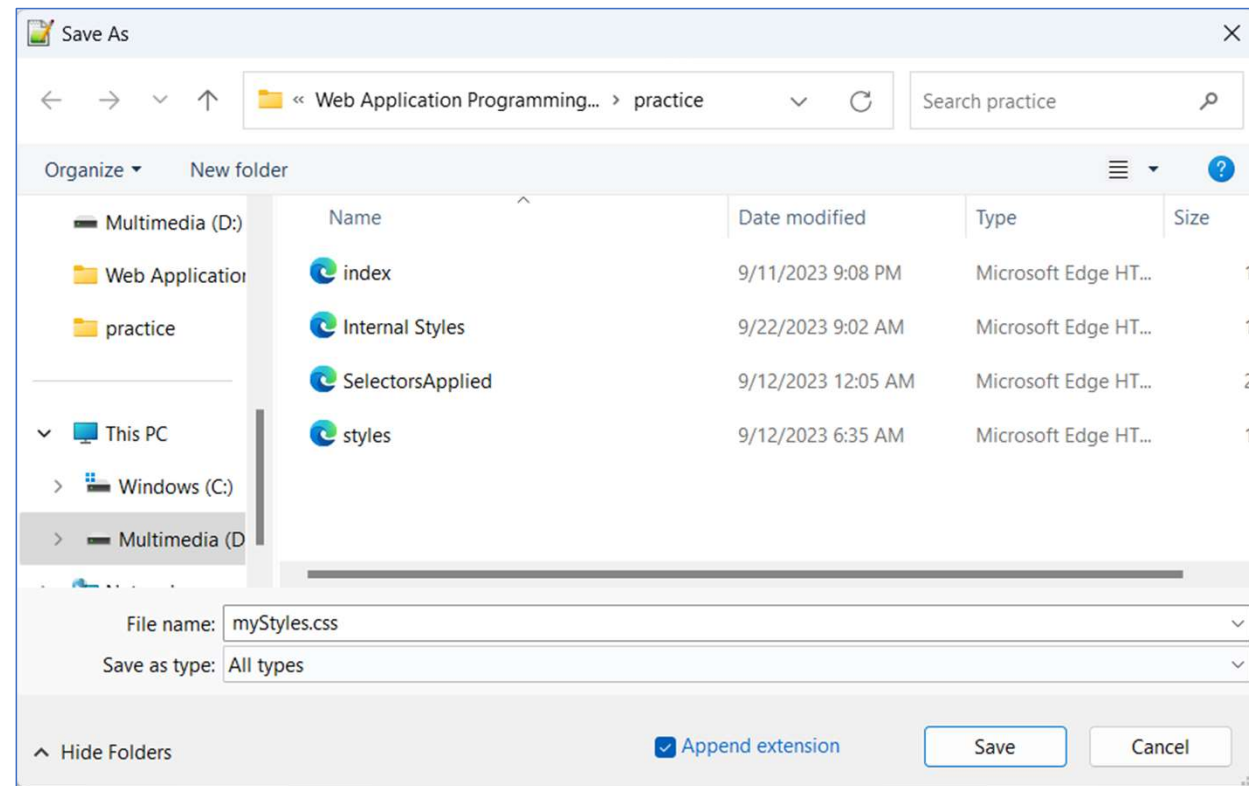 Save As
« Web Application Programming... > practice
Search practice
Organize
New folder
Name
Date modified
Type
Size
Multimedia (D:)
Web Application
practice
This PC
Windows (C:)
Multimedia (D
index 9/11/2023 9:08 PM Microsoft Edge HT...
Internal Styles 9/22/2023 9:02 AM Microsoft Edge HT...
SelectorsApplied 9/12/2023 12:05 AM Microsoft Edge HT...
styles 9/12/2023 6:35 AM Microsoft Edge HT...
File name: myStyles.css
Save as type: All types
Hide Folders
Append extension
Save
Cancel